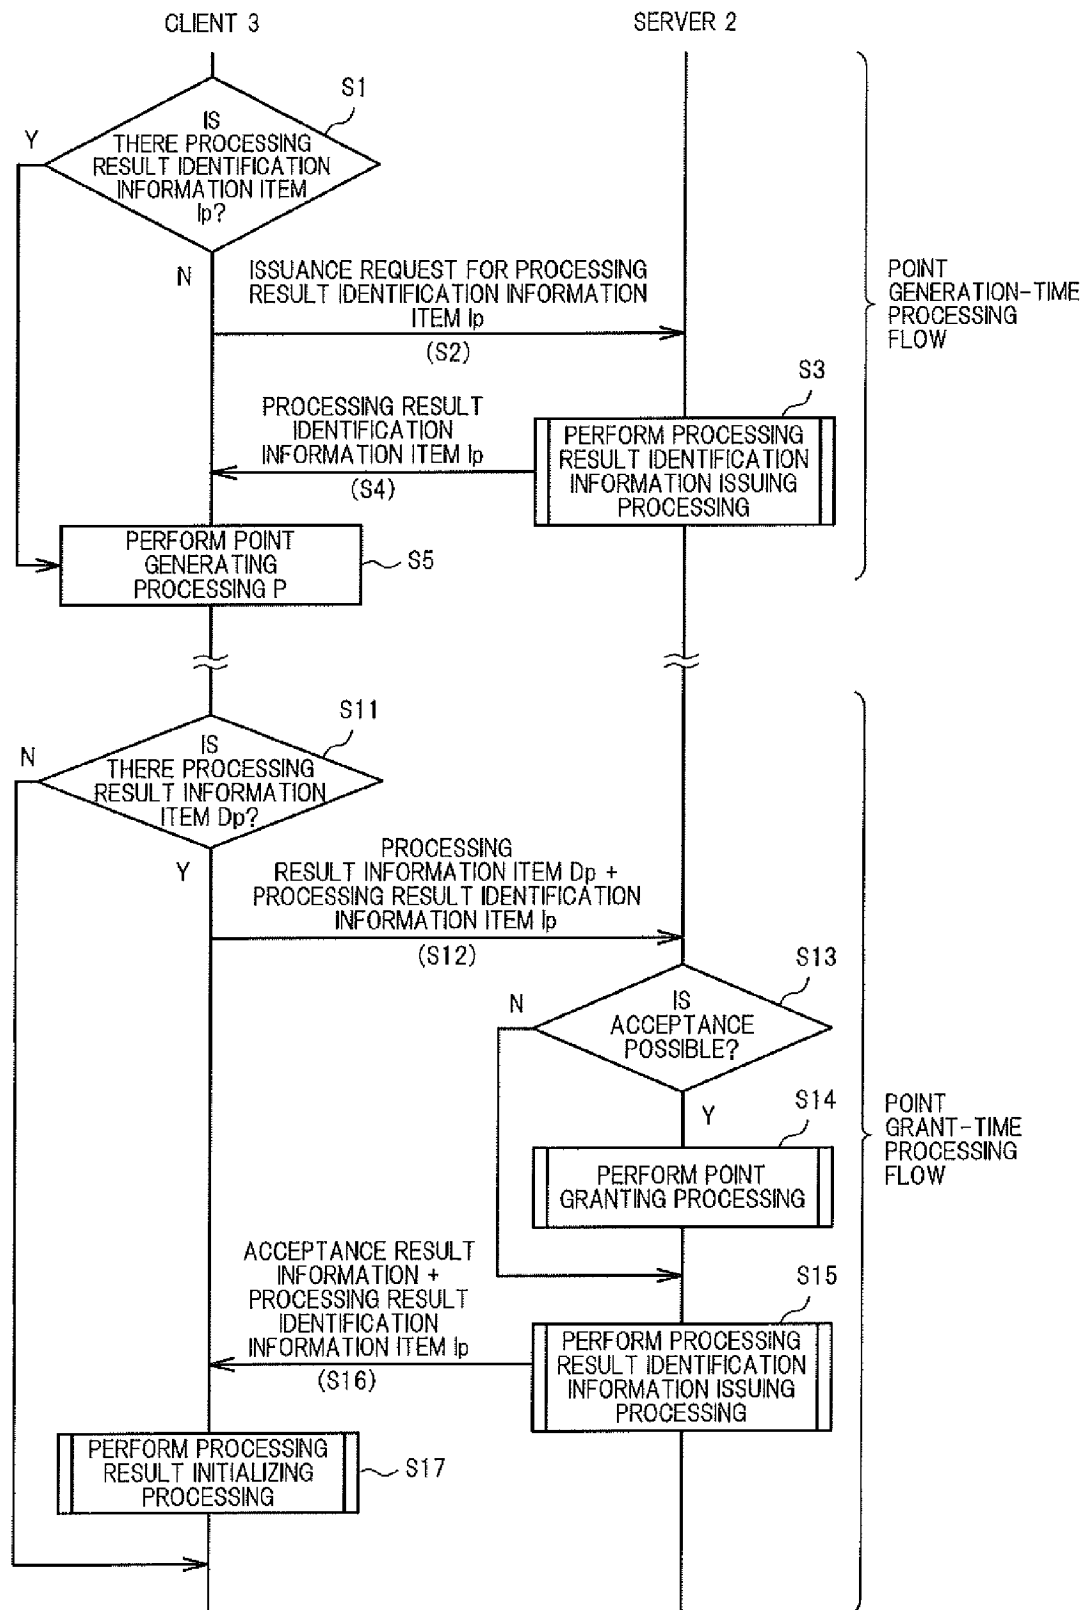 CLIENT 3
SERVER 2
S1
Y
IS
THERE PROCESSING
RESULT IDENTIFICATION
INFORMATION ITEM
Ip?
N
ISSUANCE REQUEST FOR PROCESSING
RESULT IDENTIFICATION INFORMATION
ITEM Ip
(S2)
POINT
GENERATION-TIME
PROCESSING
FLOW
S3
PROCESSING RESULT
IDENTIFICATION
INFORMATION ITEM Ip
(S4)
PERFORM PROCESSING
RESULT IDENTIFICATION
INFORMATION ISSUING
PROCESSING
PERFORM POINT
GENERATING
PROCESSING P
S5
S11
N
IS
THERE PROCESSING
RESULT INFORMATION
ITEM Dp?
Y
PROCESSING
RESULT INFORMATION ITEM Dp +
PROCESSING RESULT IDENTIFICATION
INFORMATION ITEM Ip
(S12)
S13
N
IS
ACCEPTANCE
POSSIBLE?
Y
S14
PERFORM POINT
GRANTING PROCESSING
POINT
GRANT-TIME
PROCESSING
FLOW
ACCEPTANCE RESULT
INFORMATION +
PROCESSING RESULT
IDENTIFICATION
INFORMATION ITEM Ip
(S16)
S15
PERFORM PROCESSING
RESULT IDENTIFICATION
INFORMATION ISSUING
PROCESSING
PERFORM PROCESSING
RESULT INITIALIZING
PROCESSING
S17